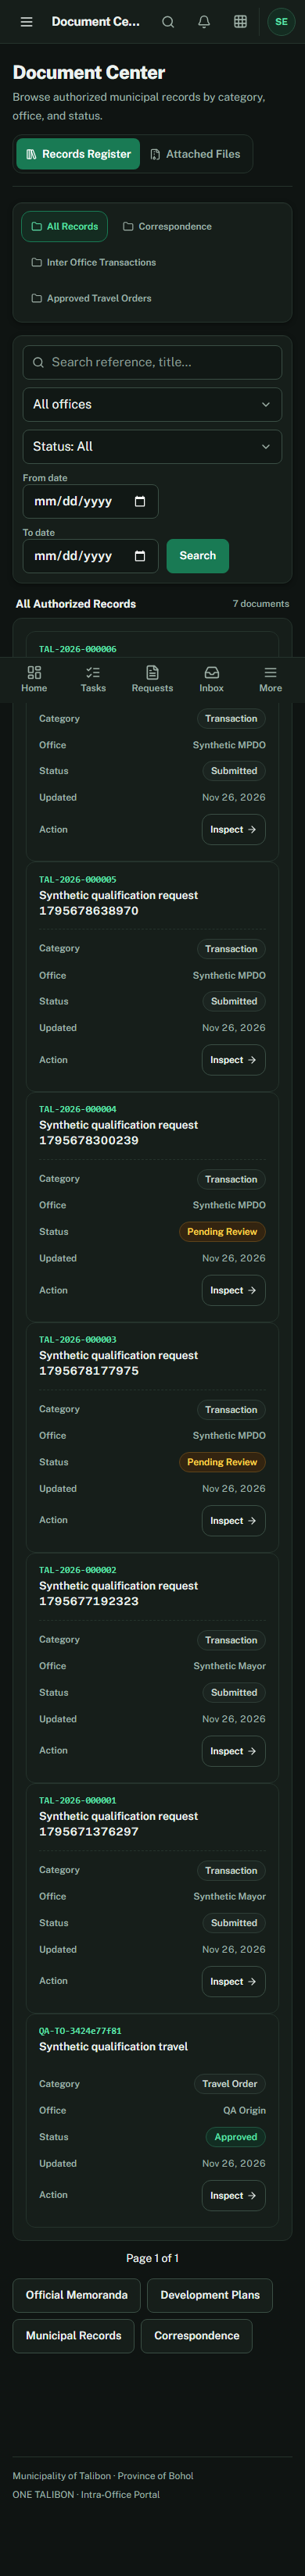 Document Ce...
SE
Document Center
Browse authorized municipal records by category,
office, and status.
Records Register
Attached Files
All Records
Correspondence
Inter Office Transactions
Approved Travel Orders
Search reference, title...
All offices
Status: All
From date
mm/dd/yyyy
To date
mm/dd/yyyy
Search
All Authorized Records
7 documents
TAL-2026-000006
Home
Tasks
Requests
Inbox
More
Category
Transaction
Office
Synthetic MPDO
Status
Submitted
Updated
Nov 26, 2026
Action
Inspect →
TAL-2026-000005
Synthetic qualification request
1795678638970
Category
Transaction
Office
Synthetic MPDO
Status
Submitted
Updated
Nov 26, 2026
Action
Inspect →
TAL-2026-000004
Synthetic qualification request
1795678300239
Category
Transaction
Office
Synthetic MPDO
Status
Pending Review
Updated
Nov 26, 2026
Action
Inspect →
TAL-2026-000003
Synthetic qualification request
1795678177975
Category
Transaction
Office
Synthetic MPDO
Status
Pending Review
Updated
Nov 26, 2026
Action
Inspect →
TAL-2026-000002
Synthetic qualification request
1795677192323
Category
Transaction
Office
Synthetic Mayor
Status
Submitted
Updated
Nov 26, 2026
Action
Inspect →
TAL-2026-000001
Synthetic qualification request
1795671376297
Category
Transaction
Office
Synthetic Mayor
Status
Submitted
Updated
Nov 26, 2026
Action
Inspect →
QA-TO-3424e77f81
Synthetic qualification travel
Category
Travel Order
Office
QA Origin
Status
Approved
Updated
Nov 26, 2026
Action
Inspect →
Page 1 of 1
Official Memoranda
Development Plans
Municipal Records
Correspondence
Municipality of Talibon · Province of Bohol
ONE TALIBON · Intra-Office Portal